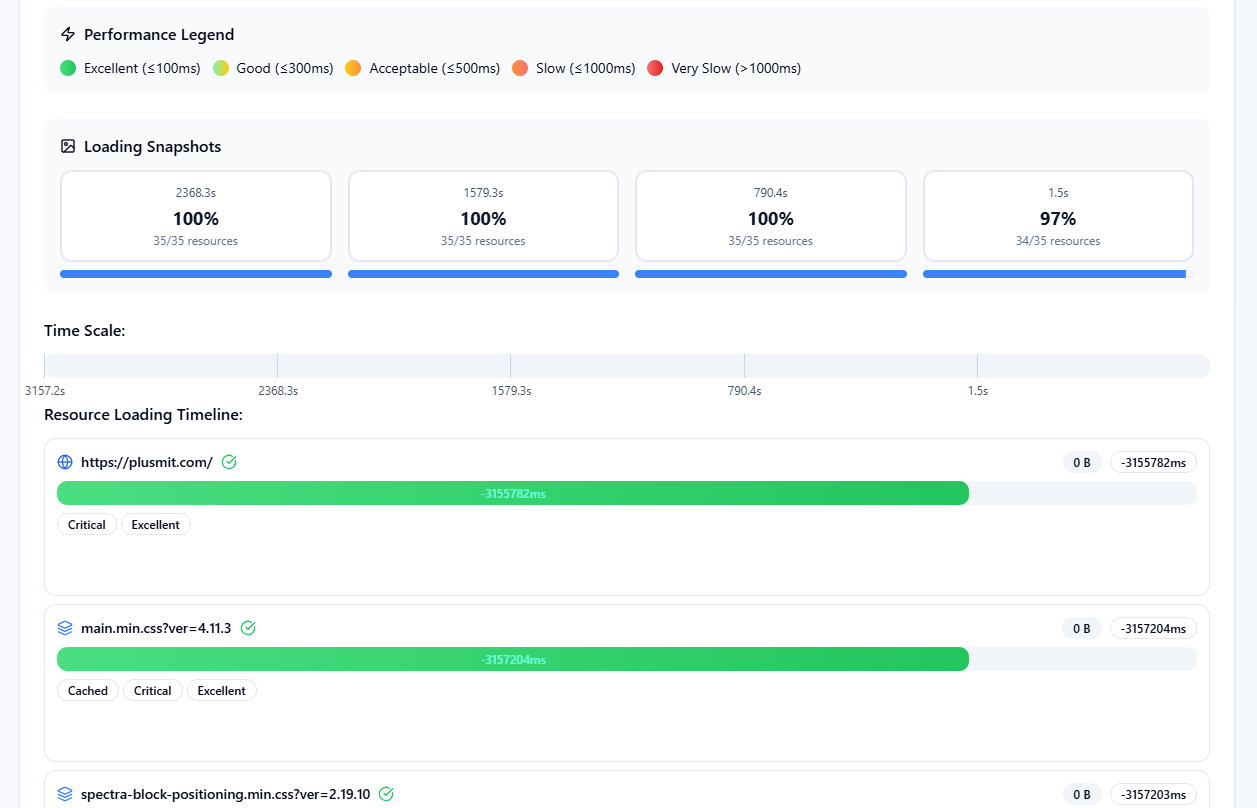 Performance Legend
Excellent (≤100ms) Good (≤300ms) Acceptable (≤500ms) Slow (≤1000ms) Very Slow (>1000ms)
Loading Snapshots
2368.3s
100%
35/35 resources
1579.3s
100%
35/35 resources
790.4s
100%
35/35 resources
1.5s
97%
34/35 resources
Time Scale:
3157.2s 2368.3s 1579.3s 790.4s 1.5s
Resource Loading Timeline:
https://plusmit.com/ 0 B -3155782ms
-3155782ms
Critical Excellent
main.min.css?ver=4.11.3 0 B -3157204ms
-3157204ms
Cached Critical Excellent
spectra-block-positioning.min.css?ver=2.19.10 0 B -3157203ms